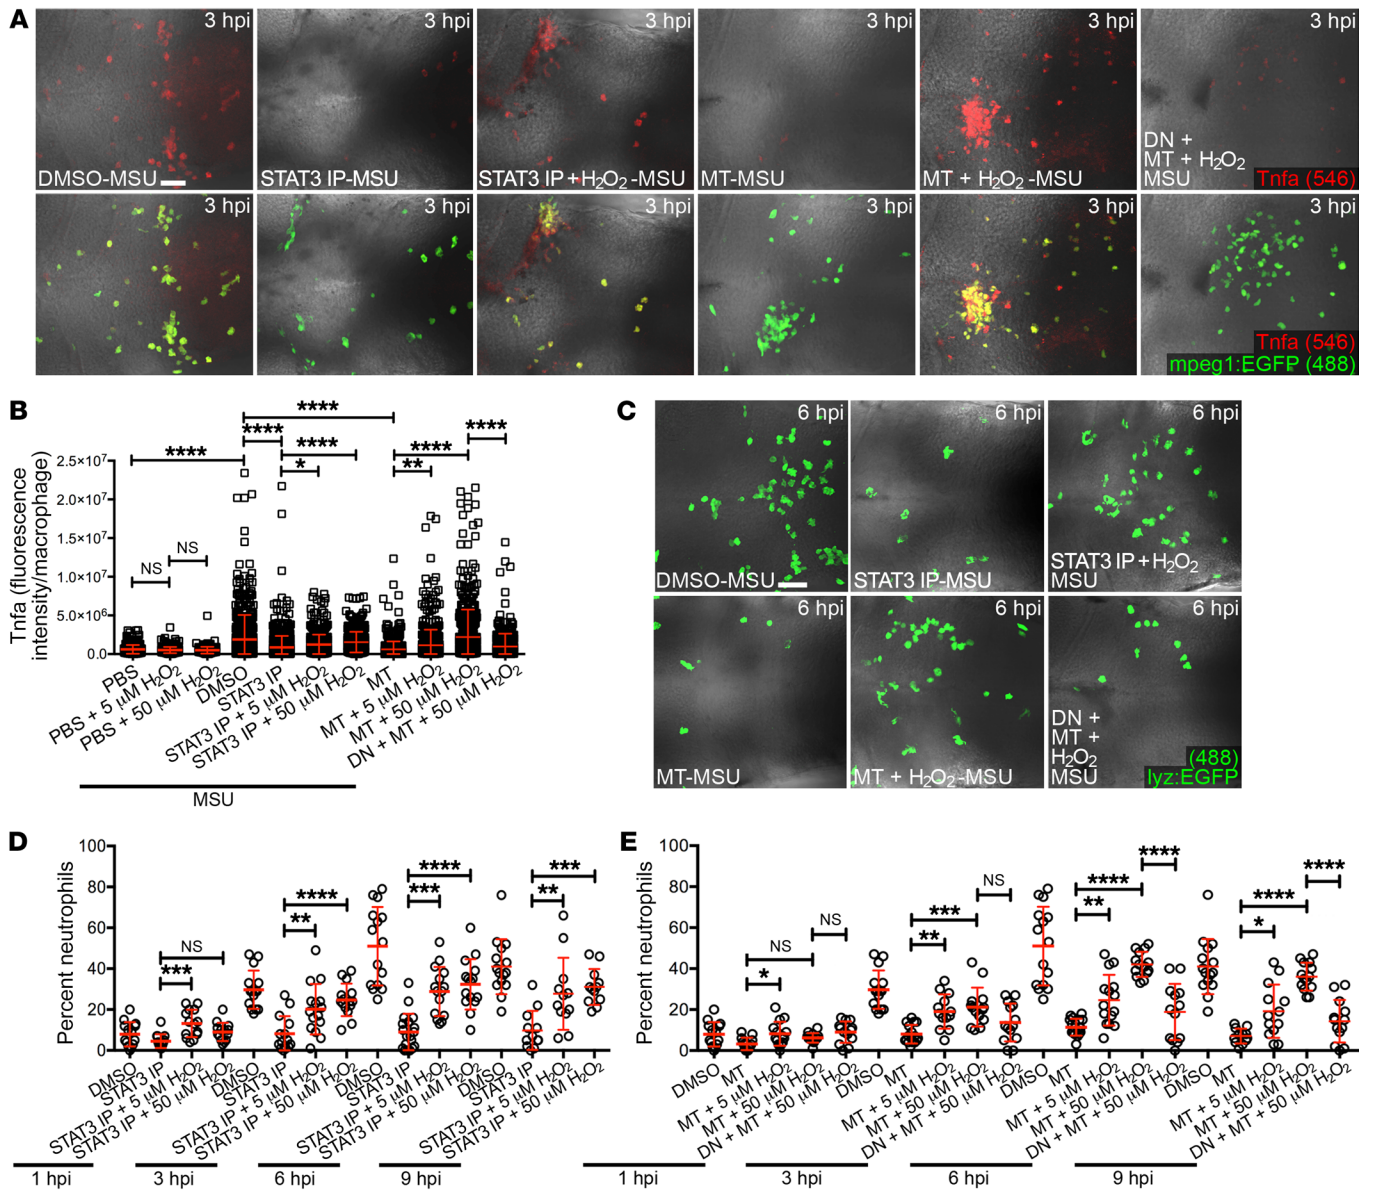 A
3 hpi
3 hpi
3 hpi
3 hpi
3 hpi
3 hpi
DMSO-MSU
STAT3 IP-MSU
STAT3 IP+H2O2-MSU
MT-MSU
MT + H2O2-MSU
DN +
MT + H2O2
MSU
Tnfa (546)
3 hpi
3 hpi
3 hpi
3 hpi
3 hpi
3 hpi
Tnfa (546)
mpeg1:EGFP (488)
B
Tnfa (fluorescence
intensity/macrophage)
2.5×10⁷
2.0×10⁷
1.5×10⁷
1.0×10⁷
5.0×10⁶
0.0
****
****
****
****
*
****
**
****
NS
NS
PBS
PBS + 5 µM H2O2
PBS + 50 µM H2O2
DMSO
STAT3 IP
STAT3 IP + 5 µM H2O2
STAT3 IP + 50 µM H2O2
MT
MT + 5 µM H2O2
MT + 50 µM H2O2
DN + MT + 50 µM H2O2
MSU
C
6 hpi
6 hpi
6 hpi
DMSO-MSU
STAT3 IP-MSU
STAT3 IP+H2O2
MSU
6 hpi
6 hpi
6 hpi
MT-MSU
MT + H2O2-MSU
DN +
MT +
H2O2
MSU
(488)
lyz:EGFP
D
Percent neutrophils
100
80
60
40
20
0
NS
***
****
**
****
***
***
**
DMSO
STAT3 IP
STAT3 IP + 5 µM H2O2
STAT3 IP + 50 µM H2O2
DMSO
STAT3 IP
STAT3 IP + 5 µM H2O2
STAT3 IP + 50 µM H2O2
DMSO
STAT3 IP
STAT3 IP + 5 µM H2O2
STAT3 IP + 50 µM H2O2
DMSO
STAT3 IP
STAT3 IP + 5 µM H2O2
STAT3 IP + 50 µM H2O2
1 hpi
3 hpi
6 hpi
9 hpi
E
Percent neutrophils
100
80
60
40
20
0
NS
*
NS
***
**
NS
****
**
****
****
*
****
DMSO
MT
MT + 5 µM H2O2
MT + 50 µM H2O2
DN + MT + 50 µM H2O2
DMSO
MT
MT + 5 µM H2O2
MT + 50 µM H2O2
DN + MT + 50 µM H2O2
DMSO
MT
MT + 5 µM H2O2
MT + 50 µM H2O2
DN + MT + 50 µM H2O2
DMSO
MT
MT + 5 µM H2O2
MT + 50 µM H2O2
DN + MT + 50 µM H2O2
1 hpi
3 hpi
6 hpi
9 hpi